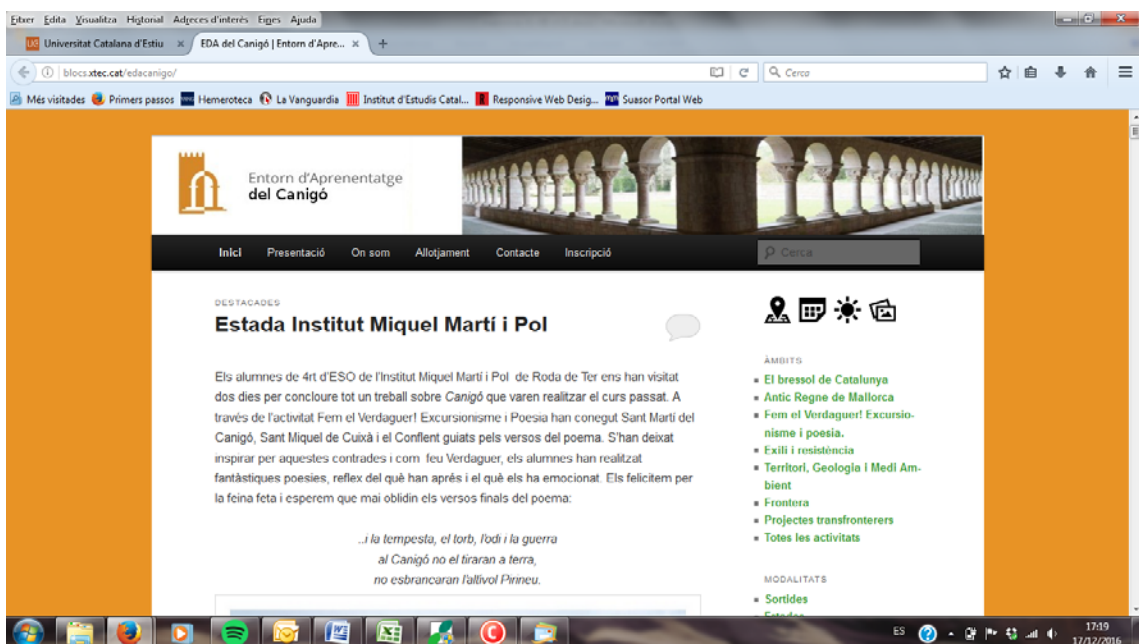 Fitxer Edita Visualitza Historial Adreces d'interès Eines Ajuda
Universitat Catalana d'Estiu × EDA del Canigó | Entorn d'Apre... × +
blocs.xtec.cat/edacanigo/ Cerca
Més visitades Primers passos Hemeroteca La Vanguardia Institut d'Estudis Catal... Responsive Web Desig... Suasor Portal Web
Entorn d'Aprenentatge
del Canigó
Inici Presentació On som Allotjament Contacte Inscripció Cerca
DESTACADES
Estada Institut Miquel Martí i Pol
Els alumnes de 4rt d'ESO de l'Institut Miquel Martí i Pol de Roda de Ter ens han visitat
dos dies per concloure tot un treball sobre Canigó que varen realitzar el curs passat. A
través de l'activitat Fem el Verdaguer! Excursionisme i Poesia han conegut Sant Martí del
Canigó, Sant Miquel de Cuixà i el Conflent guiats pels versos del poema. S'han deixat
inspirar per aquestes contrades i com feu Verdaguer, els alumnes han realitzat
fantàstiques poesies, reflex del què han aprés i el què els ha emocionat. Els felicitem per
la feina feta i esperem que mai oblidin els versos finals del poema:
..i la tempesta, el torb, l'odi i la guerra
al Canigó no el tiraran a terra,
no esbrancaran l'altívol Pirineu.
ÀMBITS
El bressol de Catalunya
Antic Regne de Mallorca
Fem el Verdaguer! Excursio-
nisme i poesia.
Exili i resistència
Territori, Geologia i Medi Am-
bient
Frontera
Projectes transfronterers
Totes les activitats
MODALITATS
Sortides
Estades
ES 17:19
17/12/2016